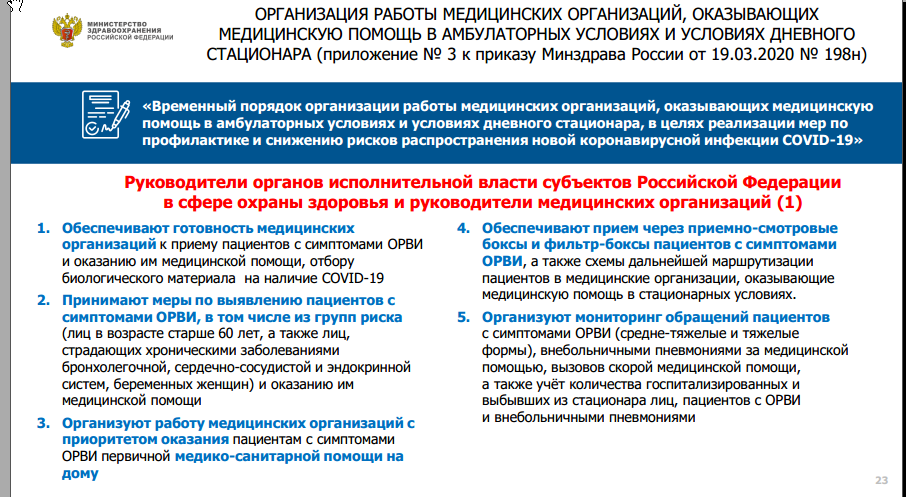 МИНИСТЕРСТВО
ЗДРАВООХРАНЕНИЯ
РОССИЙСКОЙ ФЕДЕРАЦИИ
ОРГАНИЗАЦИЯ РАБОТЫ МЕДИЦИНСКИХ ОРГАНИЗАЦИЙ, ОКАЗЫВАЮЩИХ
МЕДИЦИНСКУЮ ПОМОЩЬ В АМБУЛАТОРНЫХ УСЛОВИЯХ И УСЛОВИЯХ ДНЕВНОГО
СТАЦИОНАРА (приложение № 3 к приказу Минздрава России от 19.03.2020 № 198н)
«Временный порядок организации работы медицинских организаций, оказывающих медицинскую
помощь в амбулаторных условиях и условиях дневного стационара, в целях реализации мер по
профилактике и снижению рисков распространения новой коронавирусной инфекции COVID-19»
Руководители органов исполнительной власти субъектов Российской Федерации
в сфере охраны здоровья и руководители медицинских организаций (1)
1. Обеспечивают готовность медицинских
организаций к приему пациентов с симптомами ОРВИ
и оказанию им медицинской помощи, отбору
биологического материала на наличие COVID-19
2. Принимают меры по выявлению пациентов с
симптомами ОРВИ, в том числе из групп риска
(лиц в возрасте старше 60 лет, а также лиц,
страдающих хроническими заболеваниями
бронхолегочной, сердечно-сосудистой и эндокринной
систем, беременных женщин) и оказанию им
медицинской помощи
3. Организуют работу медицинских организаций с
приоритетом оказания пациентам с симптомами
ОРВИ первичной медико-санитарной помощи на
дому
4. Обеспечивают прием через приемно-смотровые
боксы и фильтр-боксы пациентов с симптомами
ОРВИ, а также схемы дальнейшей маршрутизации
пациентов в медицинские организации, оказывающие
медицинскую помощь в стационарных условиях.
5. Организуют мониторинг обращений пациентов
с симптомами ОРВИ (средне-тяжелые и тяжелые
формы), внебольничными пневмониями за медицинской
помощью, вызовов скорой медицинской помощи,
а также учёт количества госпитализированных и
выбывших из стационара лиц, пациентов с ОРВИ
и внебольничными пневмониями
23